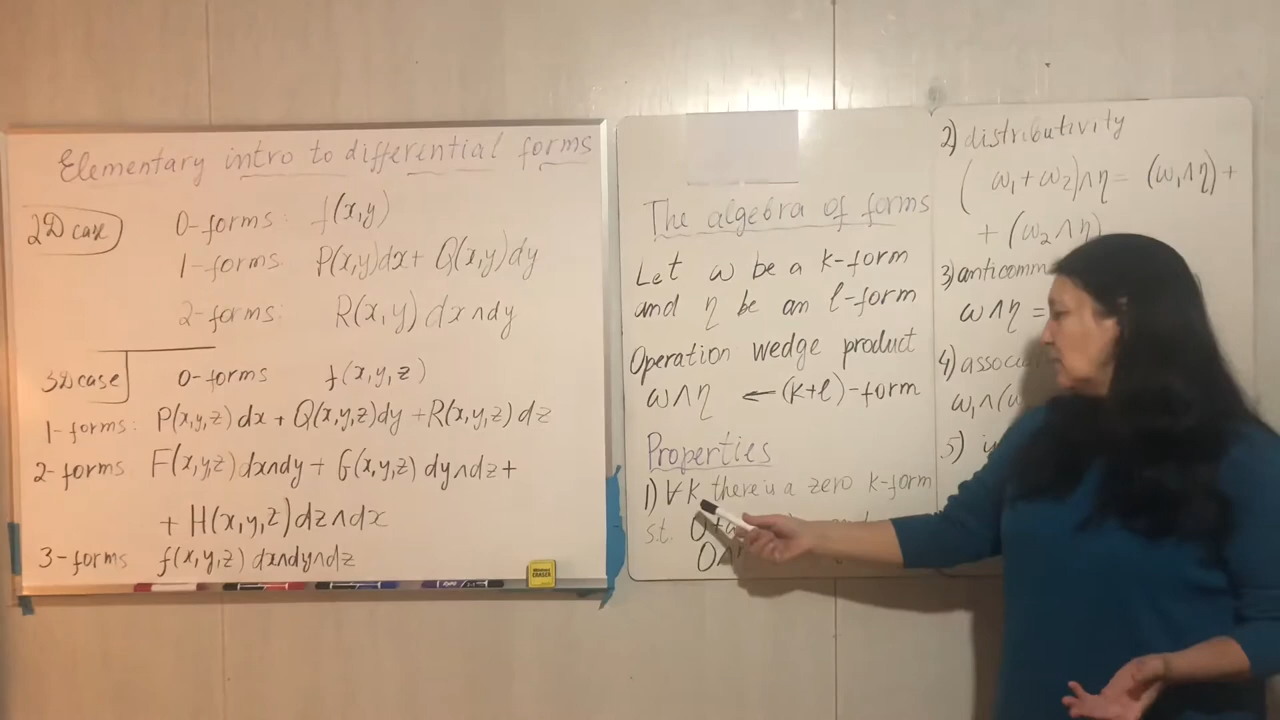 Elementary intro to differential forms
2D case
0-forms: f(x,y)
1-forms: P(x,y)dx + Q(x,y)dy
2-forms: R(x,y) dx∧dy
3D case
0-forms f(x,y,z)
1-forms: P(x,y,z) dx + Q(x,y,z)dy + R(x,y,z) dz
2-forms F(x,y,z) dx∧dy + G(x,y,z) dy∧dz +
+ H(x,y,z) dz∧dx
3-forms f(x,y,z) dx∧dy∧dz
ERASER
The algebra of forms
Let ω be a k-form
and η be an l-form
Operation wedge product
ω∧η ← (k+l)-form
Properties
1) ∀k there is a zero k-form
s.t. 0+
0∧
2) distributivity
(ω₁+ω₂)∧η = (ω₁∧η) +
+ (ω₂∧η)
3) anticomm
ω∧η =
4) associ
ω₁∧(ω
5)